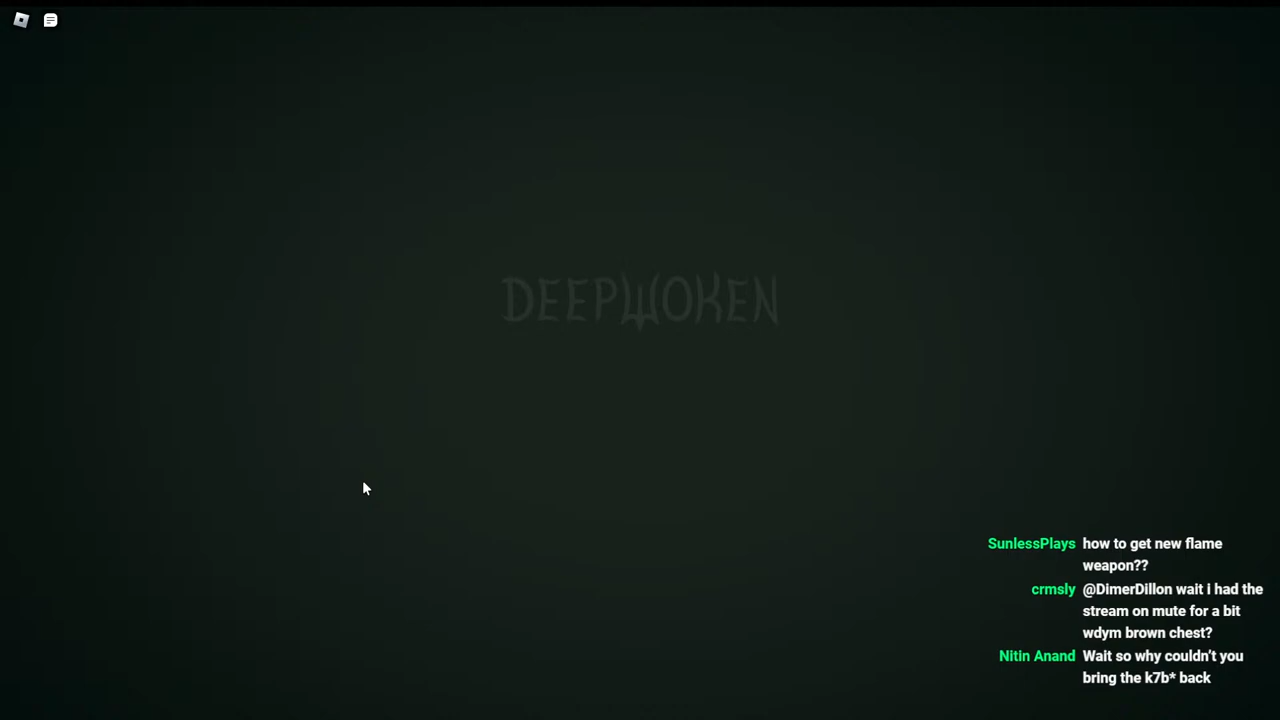 DEEPWOKEN
SunlessPlays how to get new flame
weapon??
crmsly @DimerDillon wait i had the
stream on mute for a bit
wdym brown chest?
Nitin Anand Wait so why couldn't you
bring the k7b* back